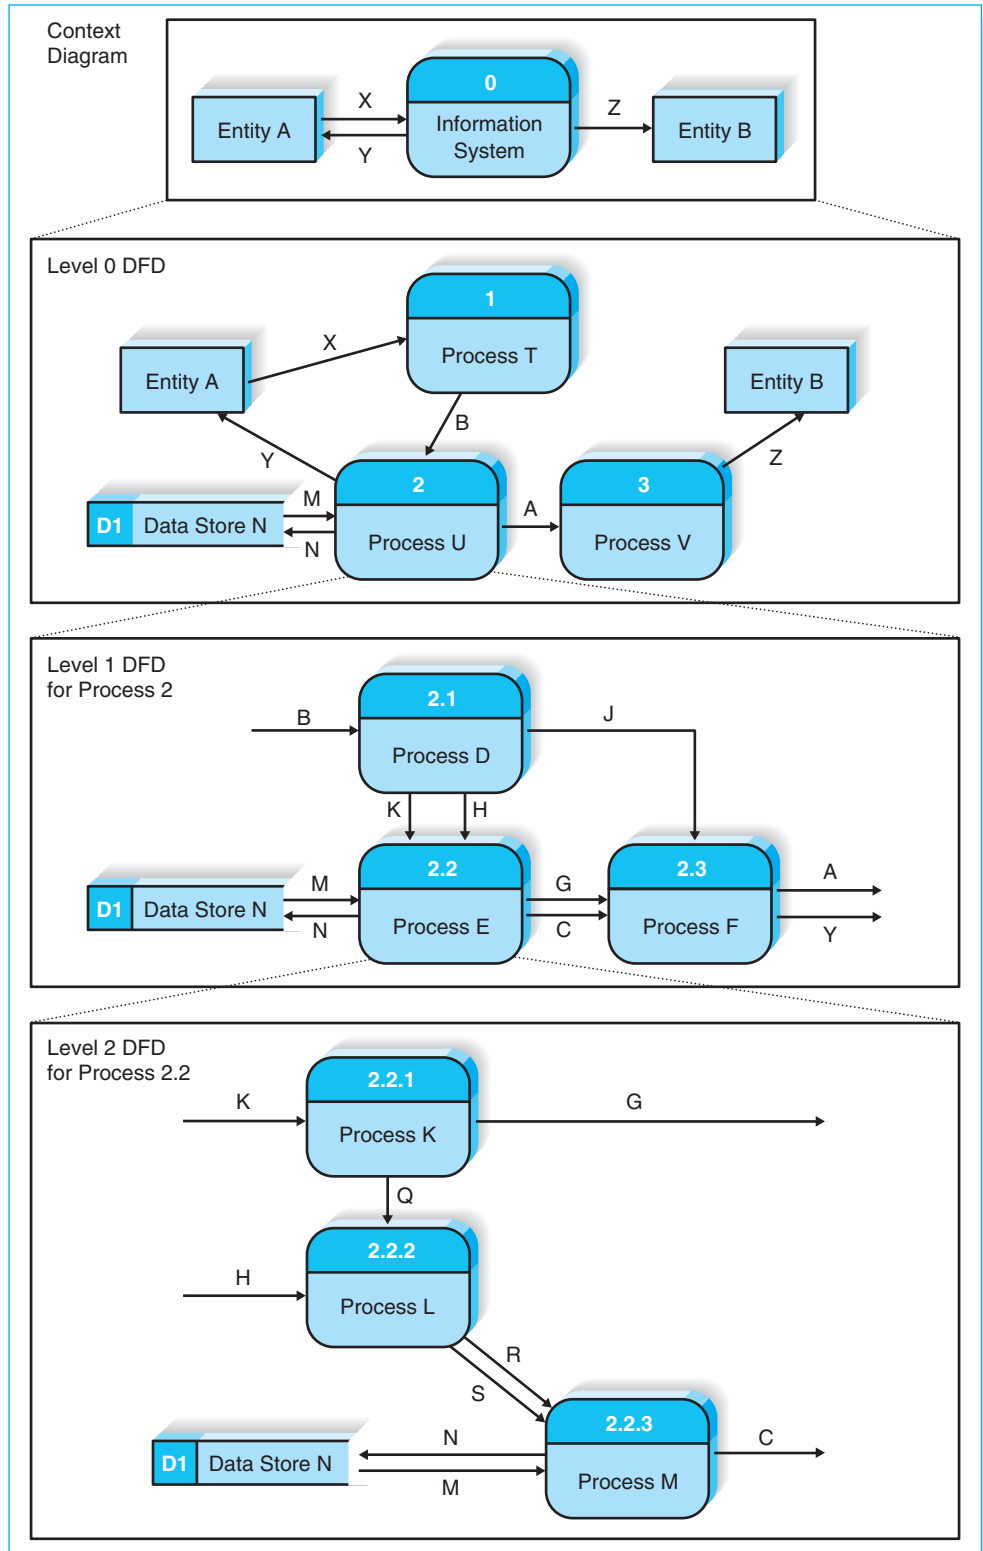 Context
Diagram
0
X
Z
Entity A
Information
System
Entity B
Y
Level 0 DFD
1
X
Process T
Entity A
Entity B
B
Y
Z
2
3
M
A
D1 Data Store N
N
Process U
Process V
Level 1 DFD
for Process 2
2.1
B
J
Process D
K
H
2.2
2.3
M
G
A
D1 Data Store N
N
Process E
C
Process F
Y
Level 2 DFD
for Process 2.2
2.2.1
K
G
Process K
Q
2.2.2
H
Process L
R
S
2.2.3
N
C
D1 Data Store N
M
Process M